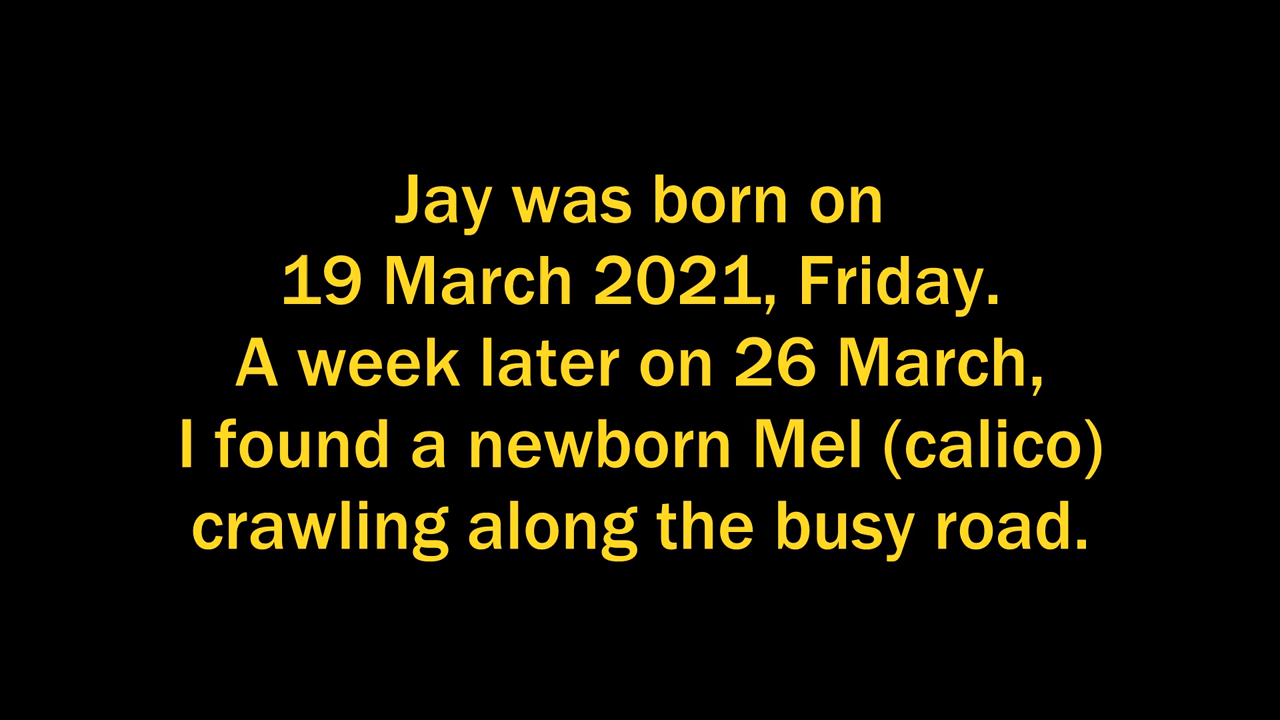 Jay was born on
19 March 2021, Friday.
A week later on 26 March,
I found a newborn Mel (calico)
crawling along the busy road.